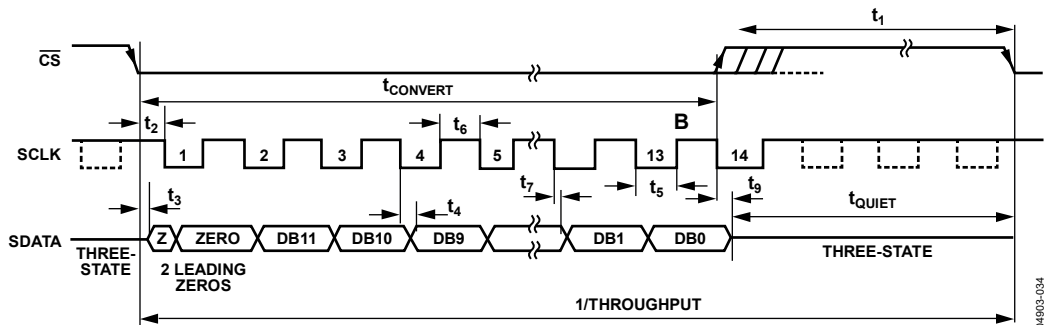 t1
CS
tCONVERT
t2
t6
B
SCLK
1
2
3
4
5
13
14
t3
t4
t7
t5
t9
tQUIET
SDATA
Z
ZERO
DB11
DB10
DB9
DB1
DB0
THREE-
STATE
2 LEADING
ZEROS
THREE-STATE
1/THROUGHPUT
04903-034